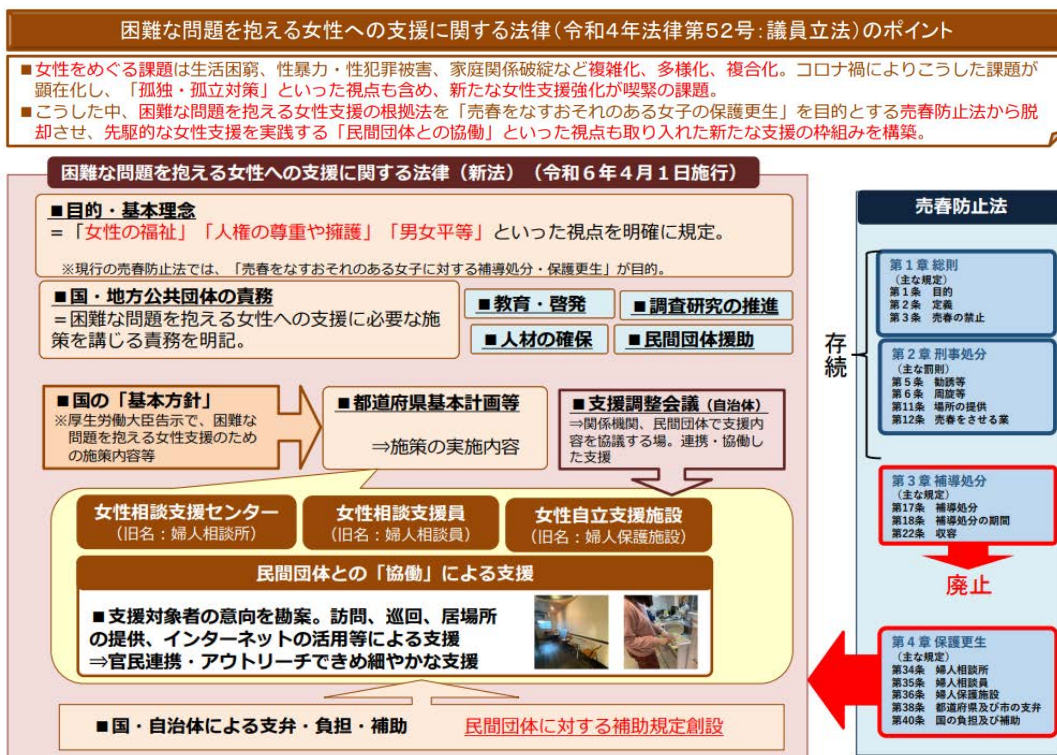 困難な問題を抱える女性への支援に関する法律(令和4年法律第52号:議員立法)のポイント
■女性をめぐる課題は生活困窮、性暴力・性犯罪被害、家庭関係破綻など複雑化、多様化、複合化。コロナ禍によりこうした課題が
顕在化し、「孤独・孤立対策」といった視点も含め、新たな女性支援強化が喫緊の課題。
■こうした中、困難な問題を抱える女性支援の根拠法を「売春をなすおそれのある女子の保護更生」を目的とする売春防止法から脱
却させ、先駆的な女性支援を実践する「民間団体との協働」といった視点も取り入れた新たな支援の枠組みを構築。
困難な問題を抱える女性への支援に関する法律(新法)(令和6年4月1日施行)
■目的・基本理念
=「女性の福祉」「人権の尊重や擁護」「男女平等」といった視点を明確に規定。
※現行の売春防止法では、「売春をなすおそれのある女子に対する補導処分・保護更生」が目的。
■国・地方公共団体の責務
=困難な問題を抱える女性への支援に必要な施
策を講じる責務を明記。
■教育・啓発
■調査研究の推進
■人材の確保
■民間団体援助
■国の「基本方針」
※厚生労働大臣告示で、困難な
問題を抱える女性支援のため
の施策内容等
■都道府県基本計画等
⇒施策の実施内容
■支援調整会議(自治体)
⇒関係機関、民間団体で支援内
容を協議する場。連携・協働し
た支援
女性相談支援センター
(旧名:婦人相談所)
女性相談支援員
(旧名:婦人相談員)
女性自立支援施設
(旧名:婦人保護施設)
民間団体との「協働」による支援
■支援対象者の意向を勘案。訪問、巡回、居場所
の提供、インターネットの活用等による支援
⇒官民連携・アウトリーチできめ細やかな支援
■国・自治体による支弁・負担・補助
民間団体に対する補助規定創設
売春防止法
存続
第1章 総則
(主な規定)
第1条 目的
第2条 定義
第3条 売春の禁止
第2章 刑事処分
(主な罰則)
第5条 勧誘等
第6条 周旋等
第11条 場所の提供
第12条 売春をさせる業
第3章 補導処分
(主な規定)
第17条 補導処分
第18条 補導処分の期間
第22条 収容
廃止
第4章 保護更生
(主な規定)
第34条 婦人相談所
第35条 婦人相談員
第36条 婦人保護施設
第38条 都道府県及び市の支弁
第40条 国の負担及び補助